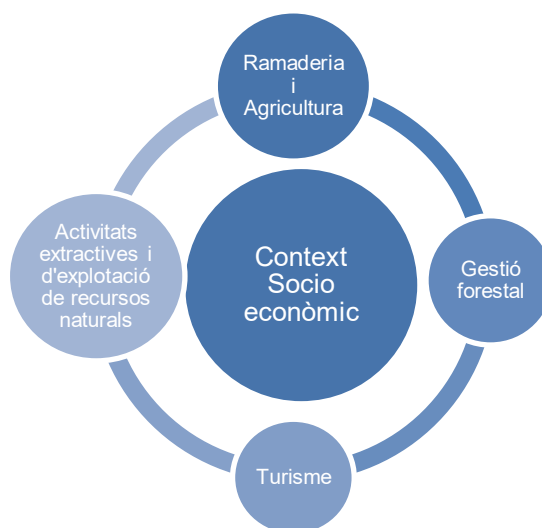 Ramaderia
i
Agricultura
Activitats
extractives i
d'explotació
de recursos
naturals
Context
Socio
econòmic
Gestió
forestal
Turisme